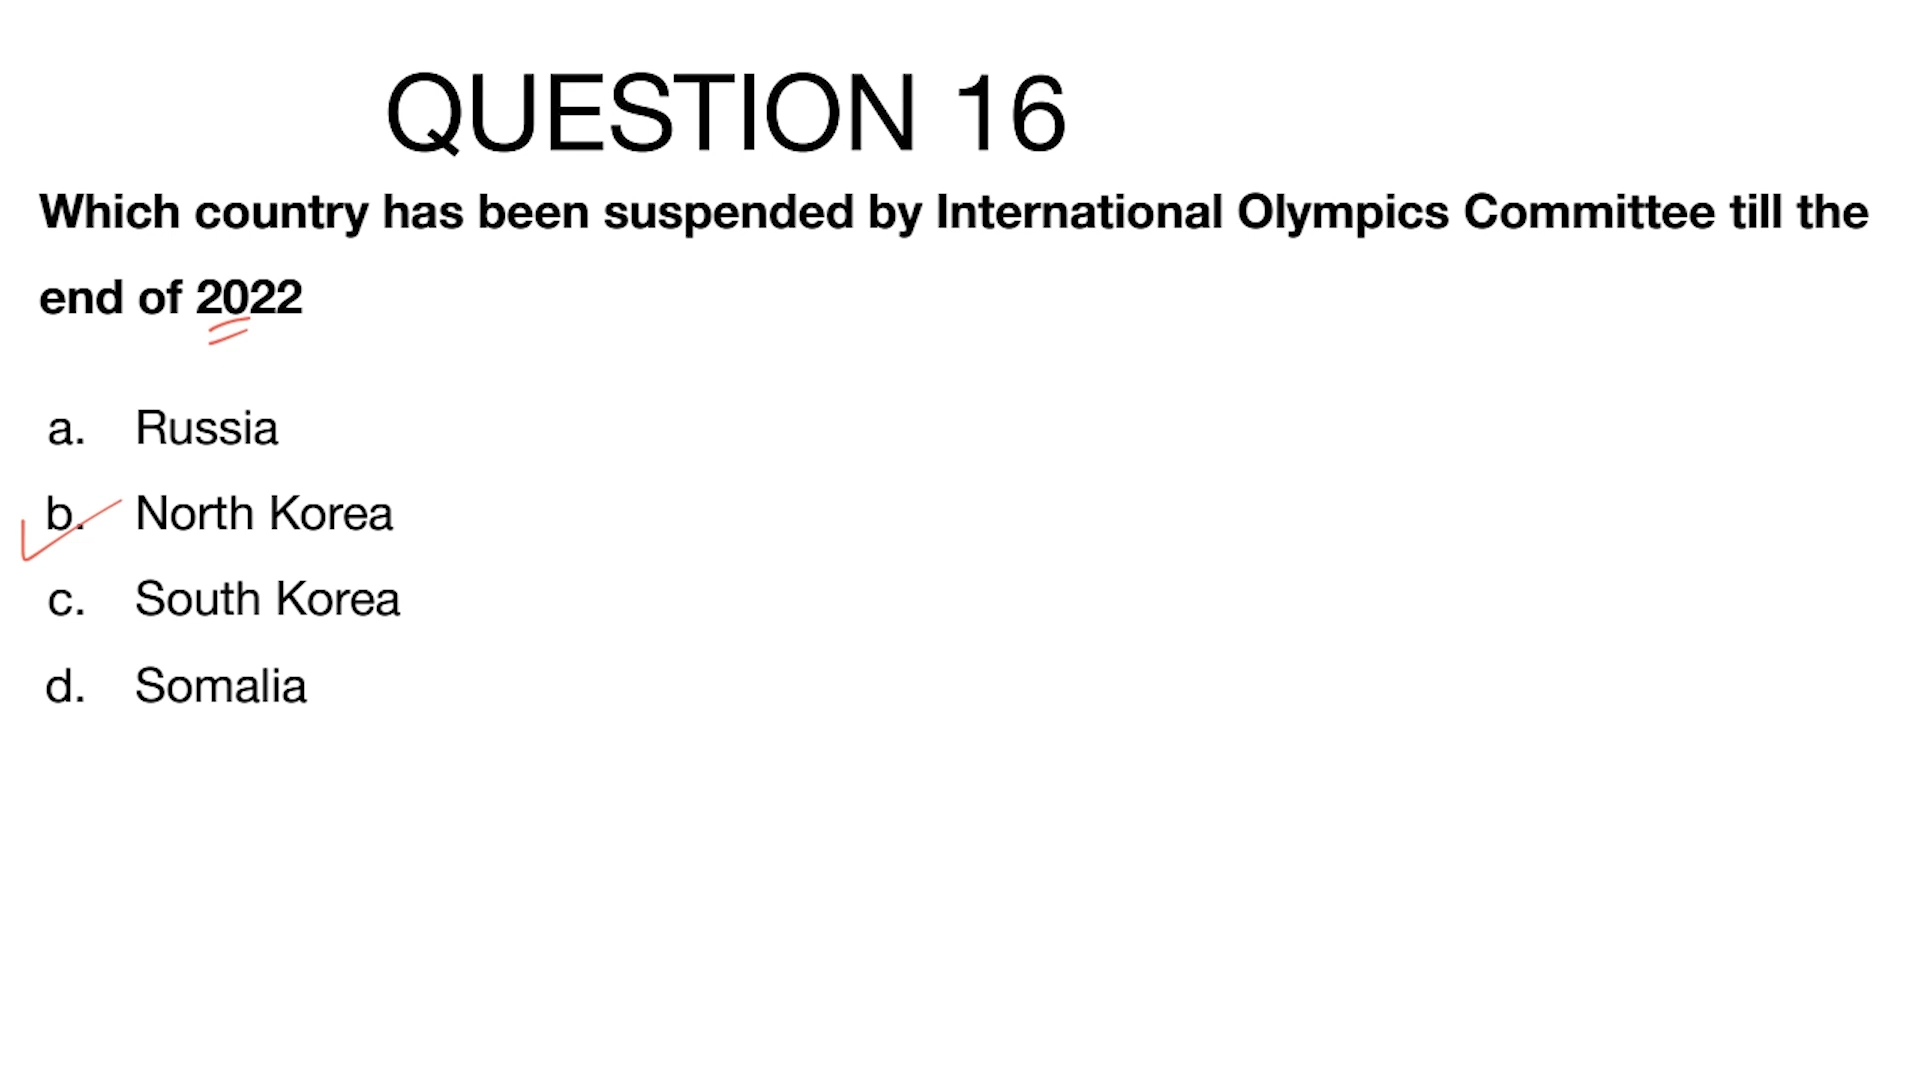 QUESTION 16
Which country has been suspended by International Olympics Committee till the
end of 2022
a. Russia
b. North Korea
c. South Korea
d. Somalia